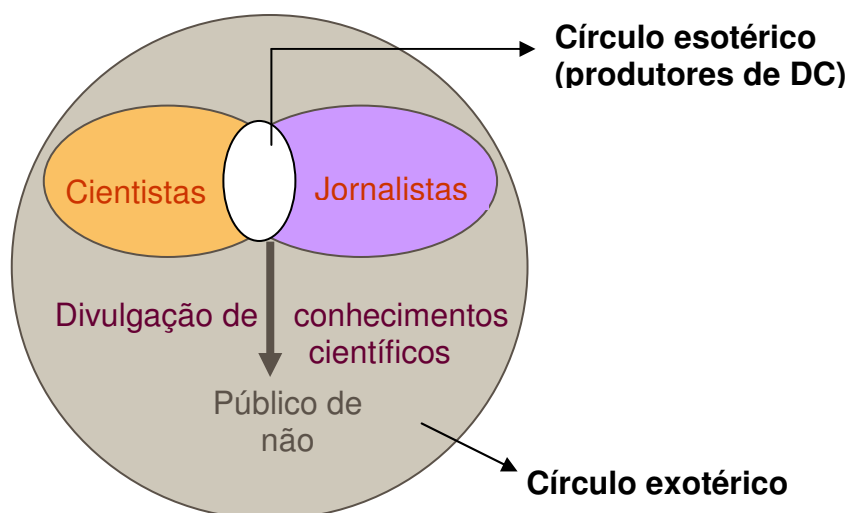 Círculo esotérico
(produtores de DC)
Cientistas
Jornalistas
Divulgação de conhecimentos
científicos
Público de
não
Círculo exotérico